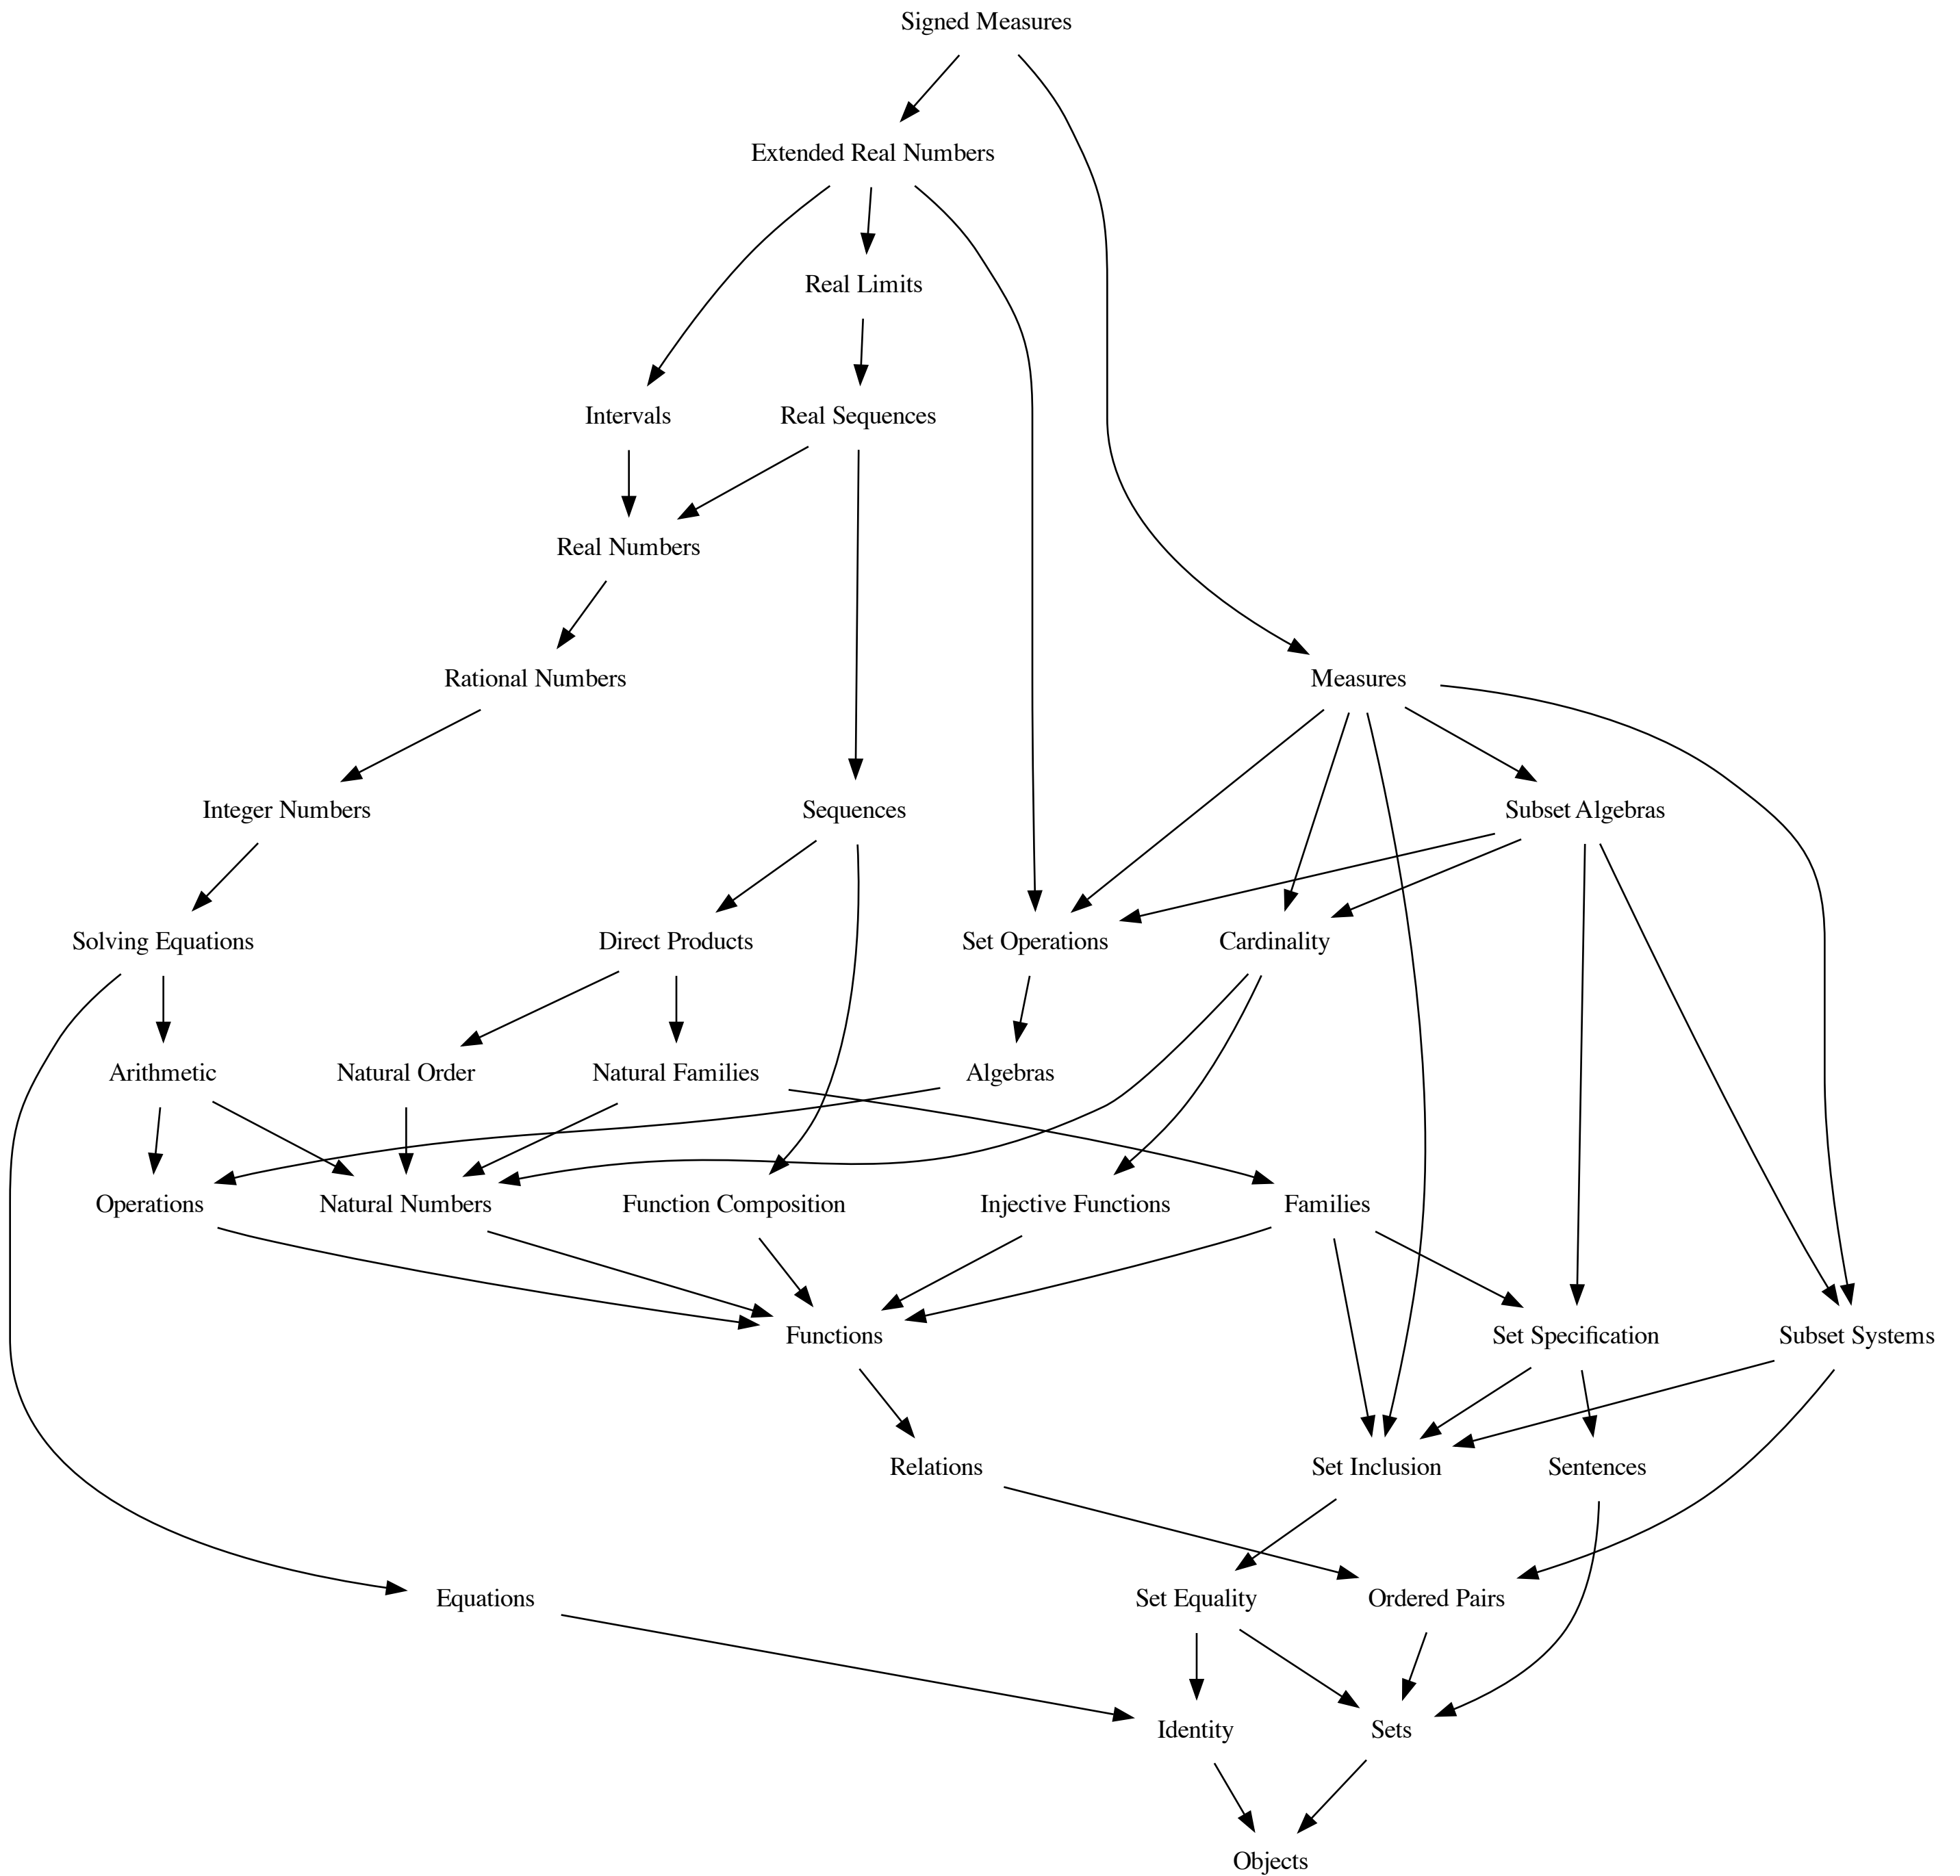 Signed Measures
Extended Real Numbers
Real Limits
Intervals
Real Sequences
Real Numbers
Rational Numbers
Measures
Integer Numbers
Sequences
Subset Algebras
Solving Equations
Direct Products
Set Operations
Cardinality
Arithmetic
Natural Order
Natural Families
Algebras
Operations
Natural Numbers
Function Composition
Injective Functions
Families
Functions
Set Specification
Subset Systems
Relations
Set Inclusion
Sentences
Equations
Set Equality
Ordered Pairs
Identity
Sets
Objects